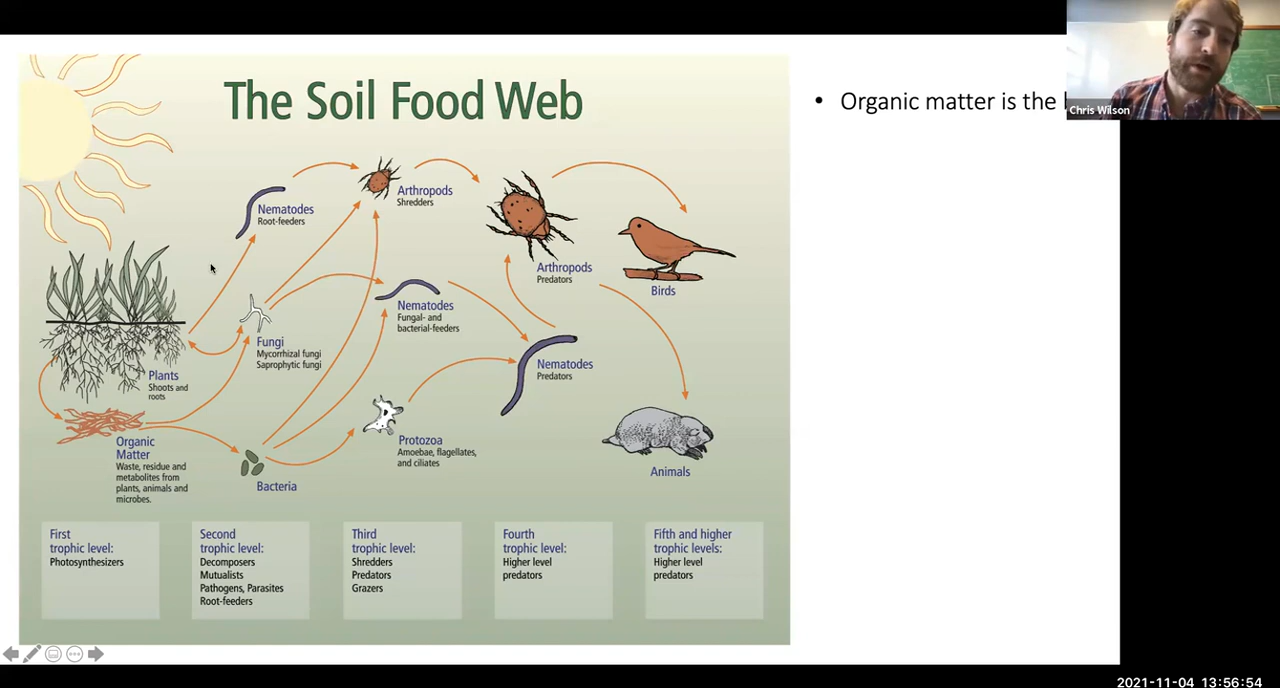 The Soil Food Web
• Organic matter is the
Chris Wilson
Nematodes
Root-feeders
Arthropods
Shredders
Arthropods
Predators
Birds
Nematodes
Fungal- and
bacterial-feeders
Fungi
Mycorrhizal fungi
Saprophytic fungi
Nematodes
Predators
Plants
Shoots and
roots
Organic
Matter
Waste, residue and
metabolites from
plants, animals and
microbes.
Bacteria
Protozoa
Amoebae, flagellates,
and ciliates
Animals
First
trophic level:
Photosynthesizers
Second
trophic level:
Decomposers
Mutualists
Pathogens, Parasites
Root-feeders
Third
trophic level:
Shredders
Predators
Grazers
Fourth
trophic level:
Higher level
predators
Fifth and higher
trophic levels:
Higher level
predators
2021-11-04 13:56:54